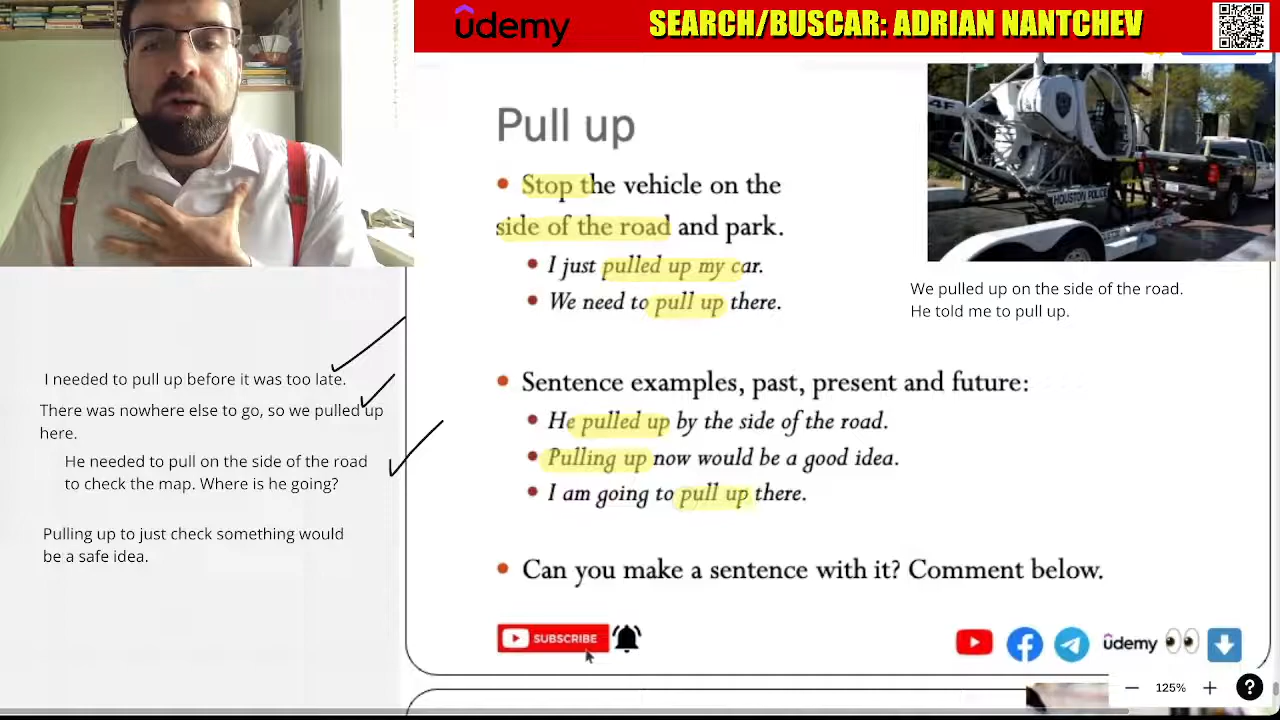 ûdemy
SEARCH/BUSCAR: ADRIAN NANTCHEV
Pull up
Stop the vehicle on the
side of the road and park.
I just pulled up my car.
We need to pull up there.
HOUSTON POLICE
We pulled up on the side of the road.
He told me to pull up.
I needed to pull up before it was too late.
There was nowhere else to go, so we pulled up
here.
He needed to pull on the side of the road
to check the map. Where is he going?
Pulling up to just check something would
be a safe idea.
Sentence examples, past, present and future:
He pulled up by the side of the road.
Pulling up now would be a good idea.
I am going to pull up there.
Can you make a sentence with it? Comment below.
SUBSCRIBE
ûdemy
125%